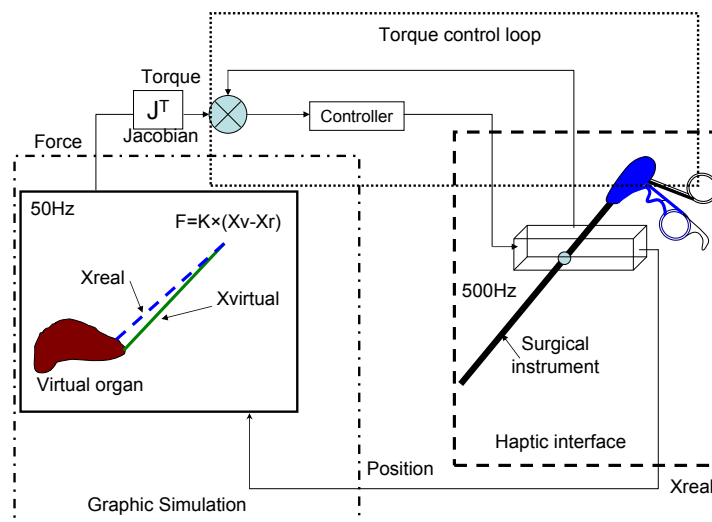 Torque control loop
Torque
Jᵀ
Jacobian
Controller
Force
50Hz
F=K×(Xv-Xr)
Xreal
Xvirtual
Virtual organ
500Hz
Surgical
instrument
Haptic interface
Position
Xreal
Graphic Simulation